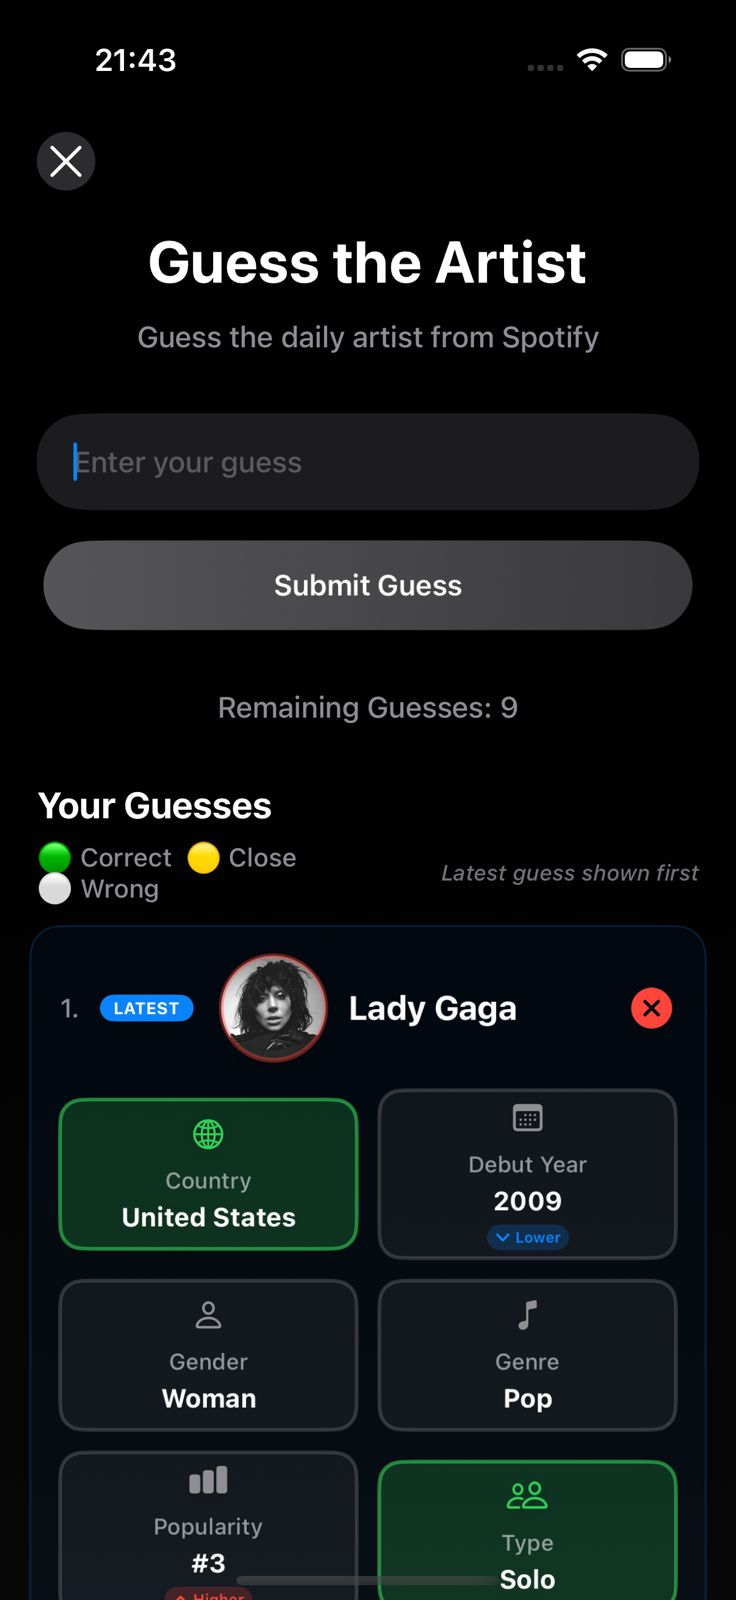 21:43
Guess the Artist
Guess the daily artist from Spotify
Enter your guess
Submit Guess
Remaining Guesses: 9
Your Guesses
Correct Close
Wrong
Latest guess shown first
1. LATEST Lady Gaga
Country
United States
Debut Year
2009
Lower
Gender
Woman
Genre
Pop
Popularity
#3
Higher
Type
Solo